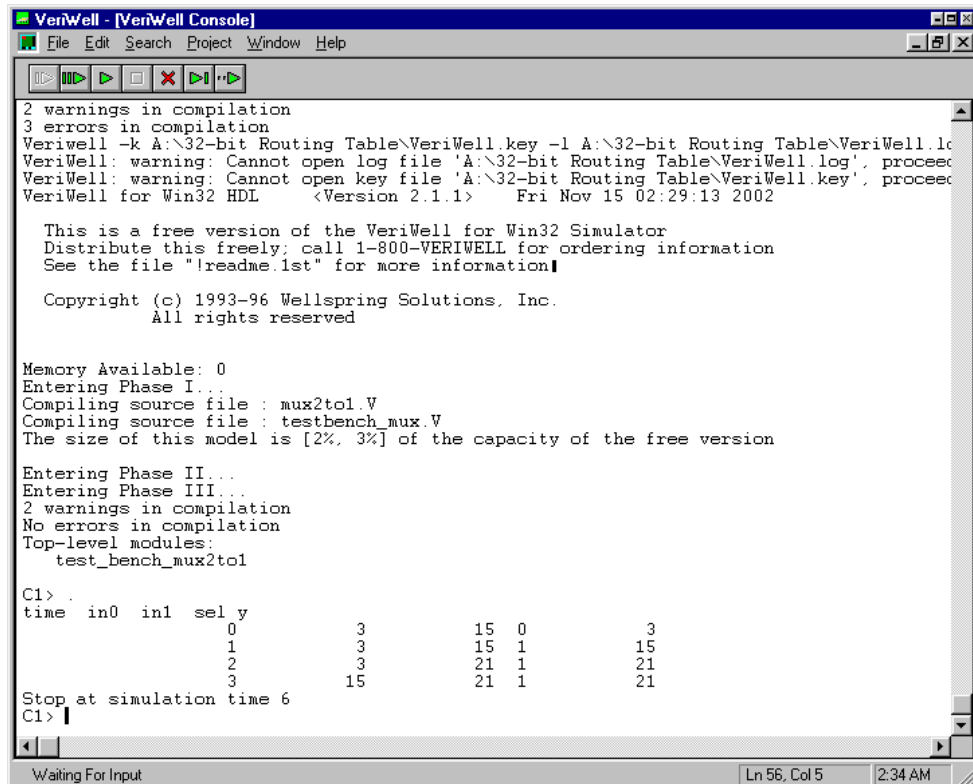 VeriWell - [VeriWell Console]
File Edit Search Project Window Help
2 warnings in compilation
3 errors in compilation
Veriwell -k A:\32-bit Routing Table\VeriWell.key -l A:\32-bit Routing Table\VeriWell.lo
VeriWell: warning: Cannot open log file 'A:\32-bit Routing Table\VeriWell.log', proceed
VeriWell: warning: Cannot open key file 'A:\32-bit Routing Table\VeriWell.key', proceed
VeriWell for Win32 HDL <Version 2.1.1> Fri Nov 15 02:29:13 2002
This is a free version of the VeriWell for Win32 Simulator
Distribute this freely; call 1-800-VERIWELL for ordering information
See the file "!readme.1st" for more information
Copyright (c) 1993-96 Wellspring Solutions, Inc.
All rights reserved
Memory Available: 0
Entering Phase I...
Compiling source file : mux2to1.V
Compiling source file : testbench_mux.V
The size of this model is [2%, 3%] of the capacity of the free version
Entering Phase II...
Entering Phase III...
2 warnings in compilation
No errors in compilation
Top-level modules:
test_bench_mux2to1
C1> .
time in0 in1 sel y
0 3 15 0 3
1 3 15 1 15
2 3 21 1 21
3 15 21 1 21
Stop at simulation time 6
C1>
Waiting For Input Ln 56, Col 5 2:34 AM